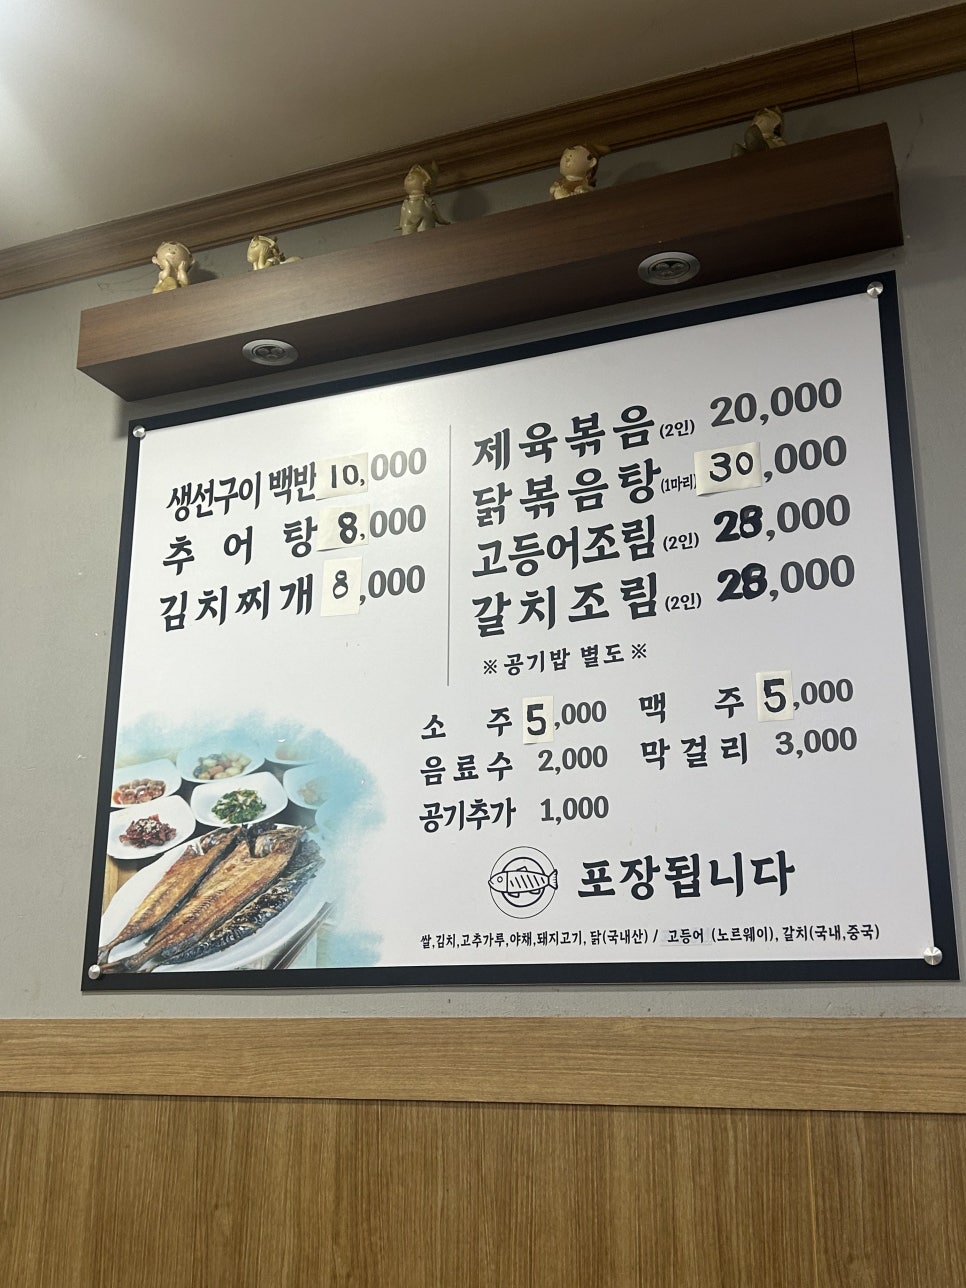 생선구이 백반 10,000
추어탕 8,000
김치찌개 8,000
제육볶음(2인) 20,000
닭볶음탕(1마리) 30,000
고등어조림(2인) 28,000
갈치조림(2인) 28,000
※공기밥 별도※
소주 5,000 맥주 5,000
음료수 2,000 막걸리 3,000
공기추가 1,000
포장됩니다
쌀,김치,고추가루,야채,돼지고기, 닭(국내산) / 고등어 (노르웨이), 갈치(국내,중국)